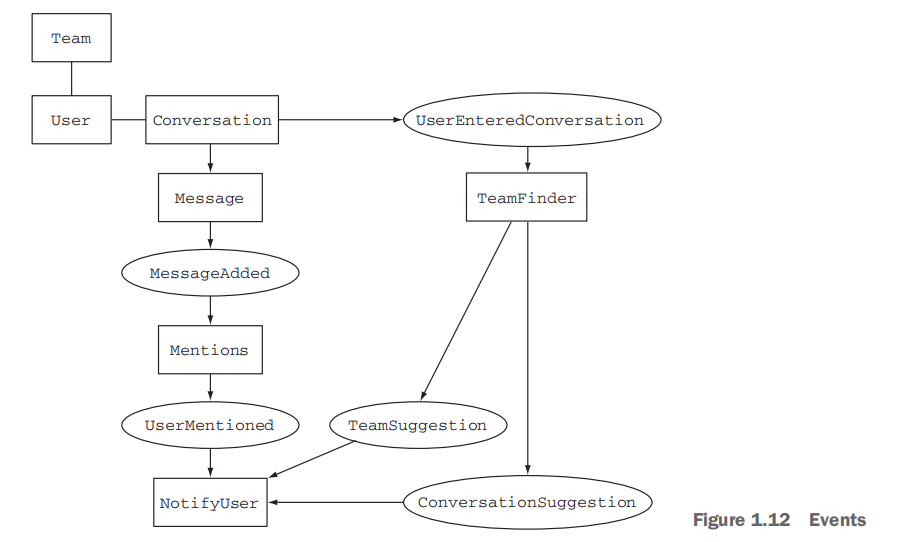 Team
User
Conversation
UserEnteredConversation
Message
TeamFinder
MessageAdded
Mentions
UserMentioned
TeamSuggestion
NotifyUser
ConversationSuggestion
Figure 1.12 Events